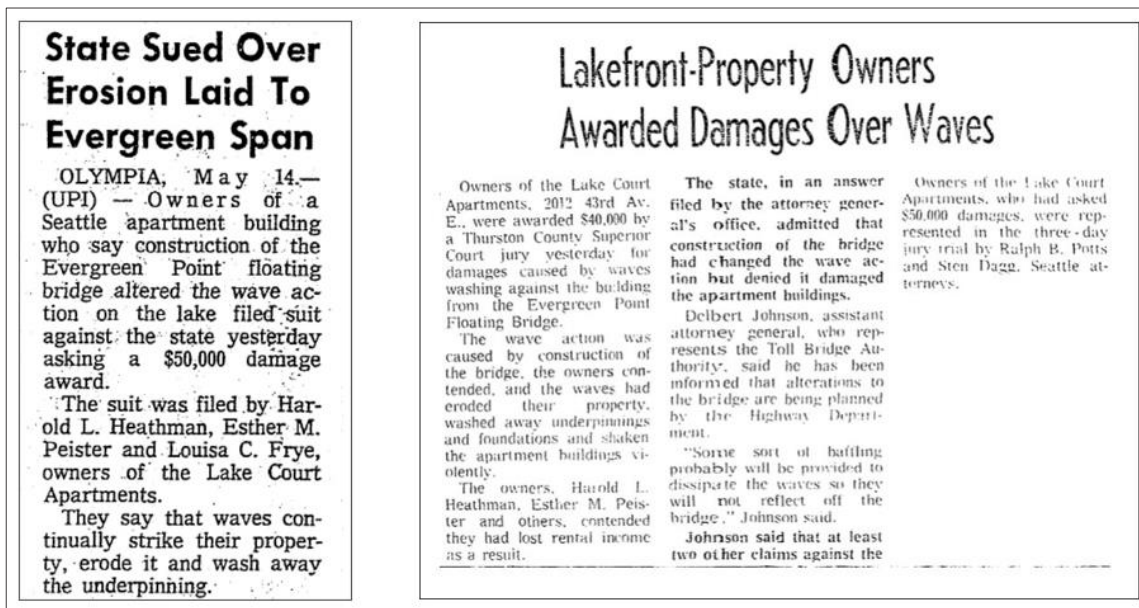 State Sued Over
Erosion Laid To
Evergreen Span
OLYMPIA, May 14.—
(UPI) — Owners of a
Seattle apartment building
who say construction of the
Evergreen Point floating
bridge altered the wave ac-
tion on the lake filed suit
against the state yesterday
asking a $50,000 damage
award.
The suit was filed by Har-
old L. Heathman, Esther M.
Peister and Louisa C. Frye,
owners of the Lake Court
Apartments.
They say that waves con-
tinually strike their proper-
ty, erode it and wash away
the underpinning.
Lakefront-Property Owners
Awarded Damages Over Waves
Owners of the Lake Court
Apartments, 2012 43rd Av.
E., were awarded $40,000 by
a Thurston County Superior
Court jury yesterday for
damages caused by waves
washing against the building
from the Evergreen Point
Floating Bridge.
The wave action was
caused by construction of
the bridge, the owners con-
tended, and the waves had
eroded their property,
washed away underpinnings
and foundations and shaken
the apartment buildings vi-
olently.
The owners, Harold L.
Heathman, Esther M. Peis-
ter and others, contended
they had lost rental income
as a result.
The state, in an answer
filed by the attorney gener-
al's office, admitted that
construction of the bridge
had changed the wave ac-
tion but denied it damaged
the apartment buildings.
Delbert Johnson, assistant
attorney general, who rep-
resents the Toll Bridge Au-
thority, said he has been
informed that alterations to
the bridge are being planned
by the Highway Depart-
ment.
"Some sort of baffling
probably will be provided to
dissipate the waves so they
will not reflect off the
bridge," Johnson said.
Johnson said that at least
two other claims against the
Owners of the Lake Court
Apartments, who had asked
$50,000 damages, were rep-
resented in the three-day
jury trial by Ralph B. Potts
and Sten Dagg, Seattle at-
torneys.